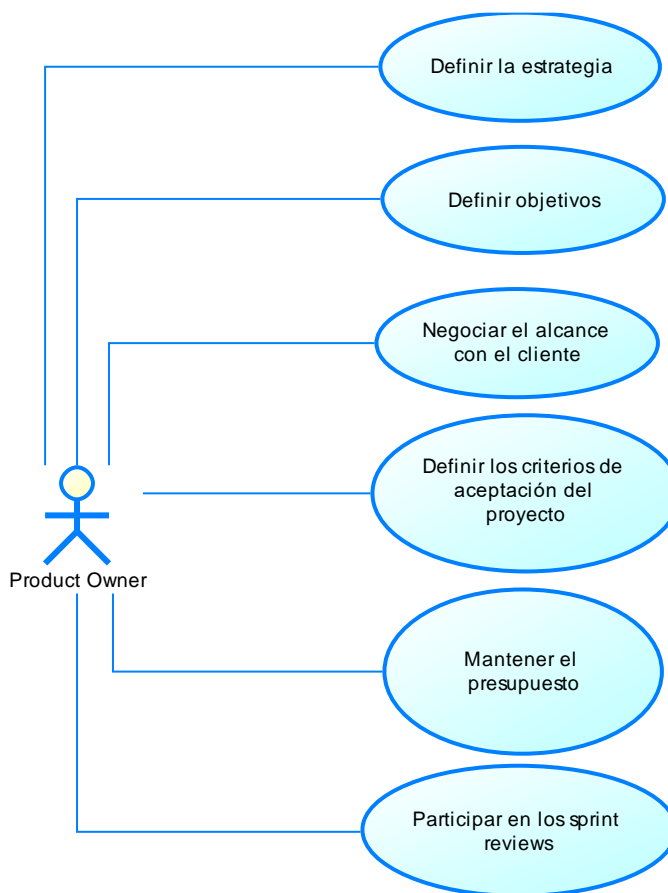 Definir la estrategia
Definir objetivos
Negociar el alcance
con el cliente
Definir los criterios de
aceptación del
proyecto
Product Owner
Mantener el
presupuesto
Participar en los sprint
reviews